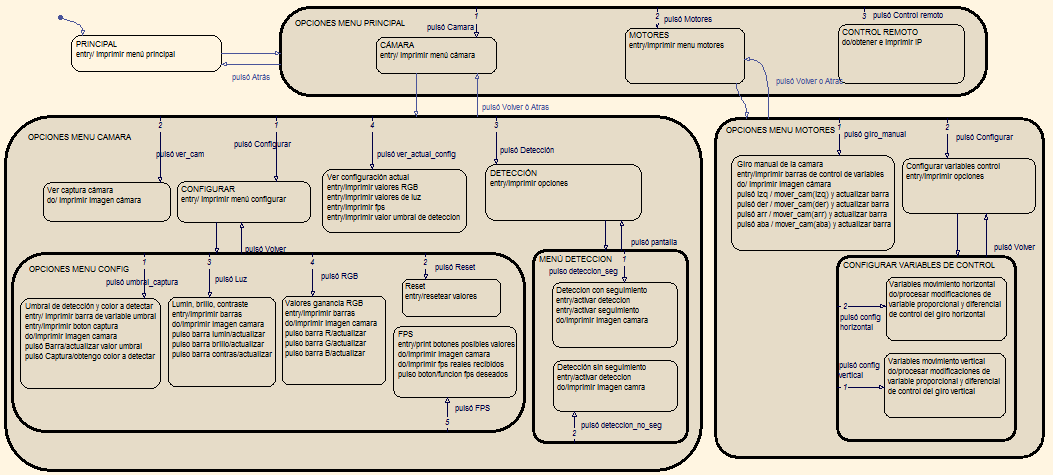 PRINCIPAL
entry/ imprimir menú principal
pulsó Atrás
OPCIONES MENU PRINCIPAL
1
pulsó Camara
CÁMARA
entry/ imprimir menú cámara
2
pulsó Motores
MOTORES
entry/imprimir menu motores
3
pulsó Control remoto
CONTROL REMOTO
do/obtener e imprimir IP
pulsó Volver ó Atras
pulsó Volver o Atras
OPCIONES MENU CAMARA
2
pulsó ver_cam
Ver captura cámara
do/ imprimir imagen cámara
1
pulsó Configurar
CONFIGURAR
entry/ imprimir menú configurar
4
pulsó ver_actual_config
Ver configuración actual
entry/imprimir valores RGB
entry/imprimir valores de luz
entry/imprimir fps
entry/imprimir valor umbral de deteccion
3
pulsó Detección
DETECCIÓN
entry/imprimir opciones
pulsó Volver
pulsó pantalla
OPCIONES MENU CONFIG
1
pulsó umbral_captura
Umbral de detección y color a detectar
entry/ imprimir barra de variable umbral
entry/imprimir boton captura
do/imprimir imagen camara
pulsó Barra/actualizar valor umbral
pulsó Captura/obtengo color a detectar
3
pulsó Luz
Lumin, brillo, contraste
entry/imprimir barras
do/imprimir imagen camara
pulso barra lumin/actualizar
pulso barra brillo/actualizar
pulso barra contras/actualizar
4
pulsó RGB
Valores ganancia RGB
entry/imprimir barras
do/imprimir imagen camara
pulso barra R/actualizar
pulso barra G/actualizar
pulso barra B/actualizar
2
pulsó Reset
Reset
entry/resetear valores
FPS
entry/print botones posibles valores
do/imprimir imagen camara
do/imprimir fps reales recibidos
pulso boton/funcion fps deseados
pulsó FPS
5
MENÚ DETECCION
1
pulso deteccion_seg
Deteccion con seguimiento
entry/activar deteccion
entry/activar seguimiento
do/imprimir imagen camara
Detección sin seguimiento
entry/activar deteccion
do/imprimir imagen camra
pulsó deteccion_no_seg
2
OPCIONES MENU MOTORES
1
pulsó giro_manual
Giro manual de la camara
entry/imprimir barras de control de variables
do/ imprimir imagen cámara
pulsó izq / mover_cam(izq) y actualizar barra
pulsó der / mover_cam(der) y actualizar barra
pulsó arr / mover_cam(arr) y actualizar barra
pulsó aba / mover_cam(aba) y actualizar barra
2
pulsó Configurar
Configurar variables control
entry/imprimir opciones
pulsó Volver
CONFIGURAR VARIABLES DE CONTROL
2
pulsó config
horizontal
Variables movimiento horizontal
do/procesar modificaciones de
variable proporcional y diferencial
de control del giro horizontal
pulsó config
vertical
1
Variables movimiento vertical
do/procesar modificaciones de
variable proporcional y diferencial
de control del giro vertical